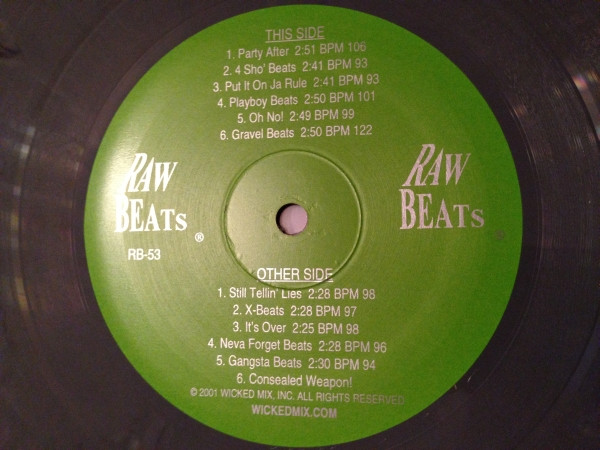 THIS SIDE
1. Party After 2:51 BPM 106
2. 4 Sho' Beats 2:41 BPM 93
3. Put It On Ja Rule 2:41 BPM 93
4. Playboy Beats 2:50 BPM 101
5. Oh No! 2:49 BPM 99
6. Gravel Beats 2:50 BPM 122
RAW
BEATS ®
RB-53
RAW
BEATS ®
OTHER SIDE
1. Still Tellin' Lies 2:28 BPM 98
2. X-Beats 2:28 BPM 97
3. It's Over 2:25 BPM 98
4. Neva Forget Beats 2:28 BPM 96
5. Gangsta Beats 2:30 BPM 94
6. Consealed Weapon!
© 2001 WICKED MIX, INC. ALL RIGHTS RESERVED
WICKEDMIX.COM